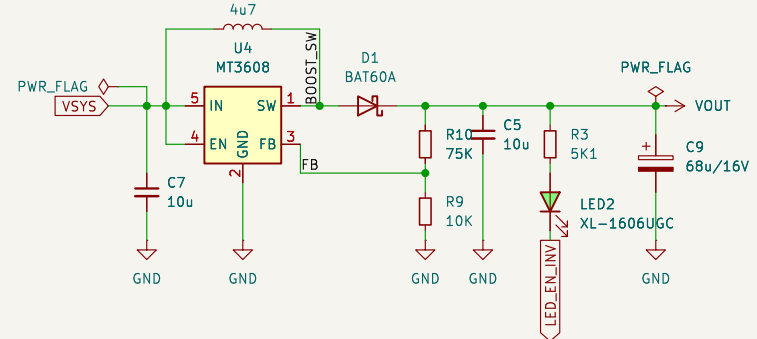 4u7
U4
MT3608
BOOST_SW
D1
BAT60A
PWR_FLAG
VSYS
5
IN
SW
1
4
EN
GND
FB
3
2
FB
PWR_FLAG
VOUT
R10
75K
C5
10u
R3
5K1
+
C9
68u/16V
C7
10u
R9
10K
LED2
XL-1606UGC
LED_EN_INV
GND
GND
GND
GND
GND